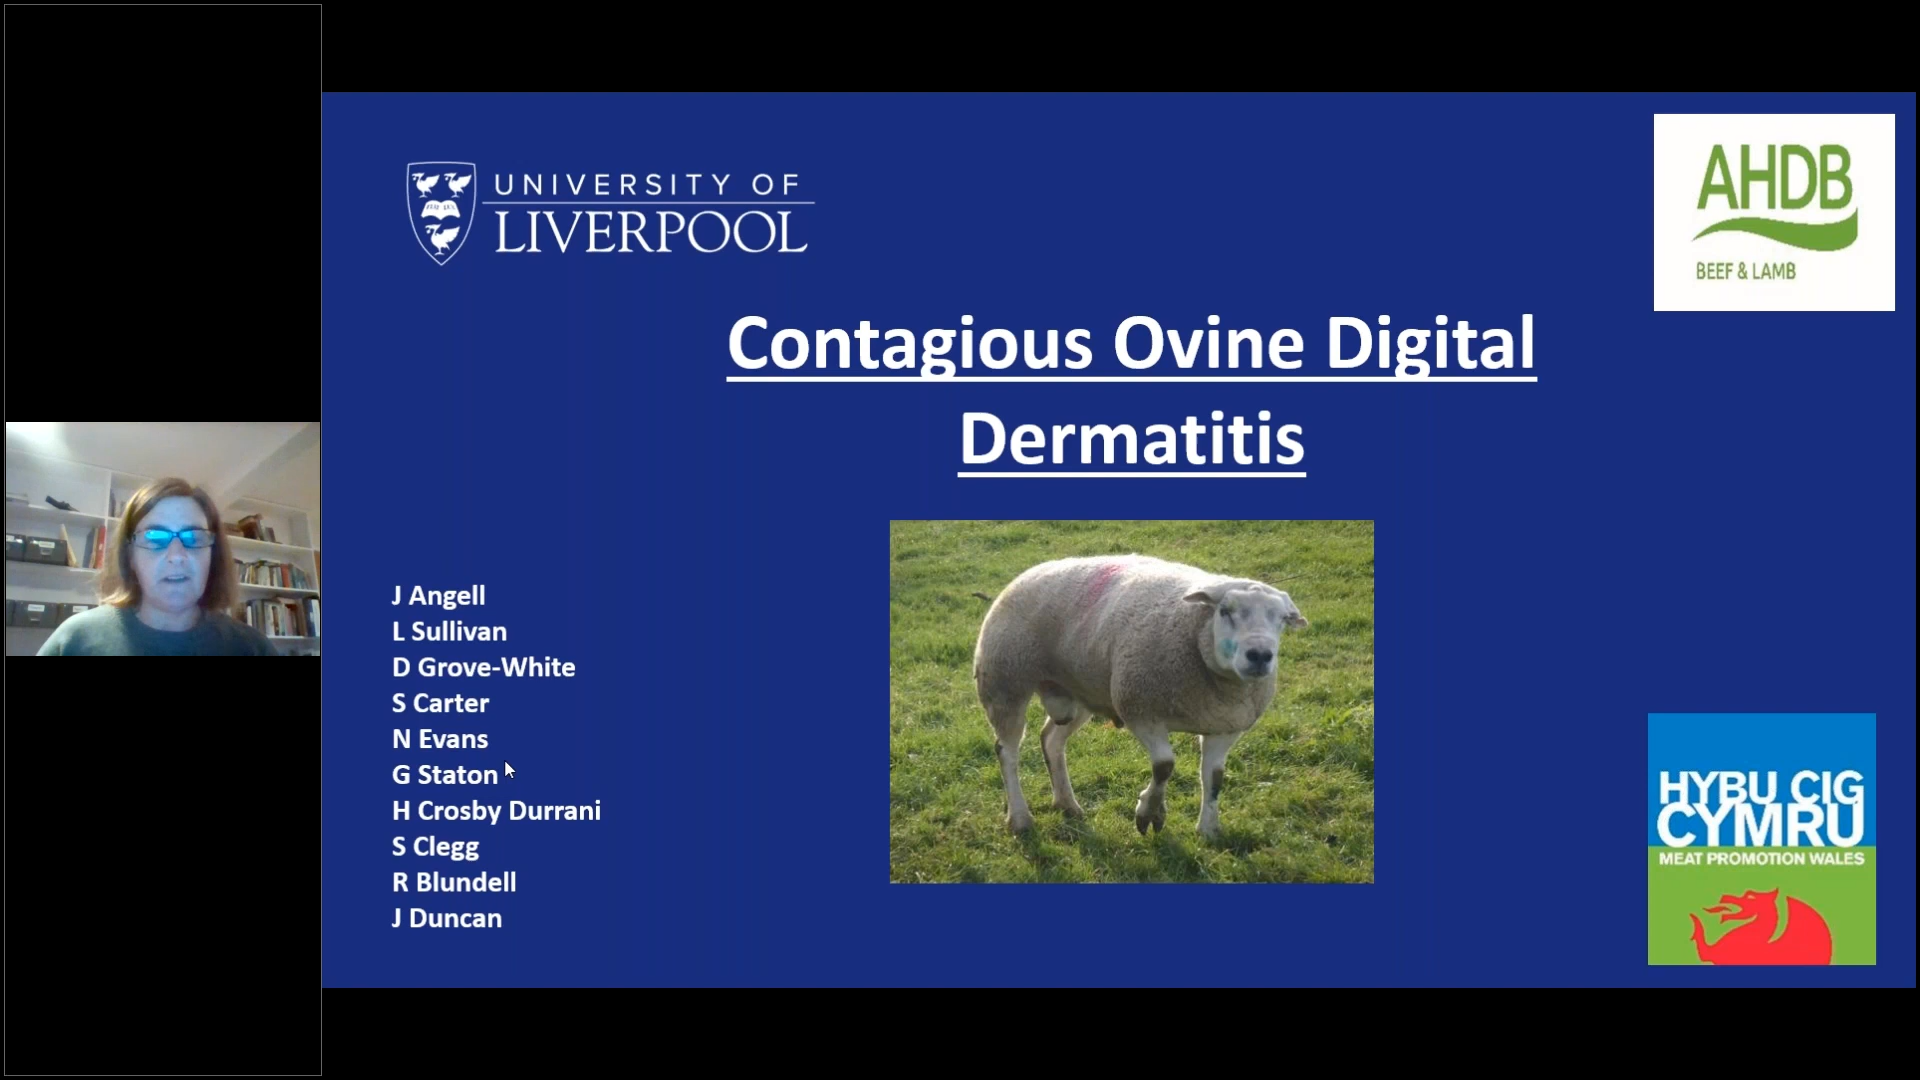 UNIVERSITY OF
LIVERPOOL
AHDB
BEEF & LAMB
Contagious Ovine Digital
Dermatitis
J Angell
L Sullivan
D Grove-White
S Carter
N Evans
G Staton
H Crosby Durrani
S Clegg
R Blundell
J Duncan
HYBU CIG
CYMRU
MEAT PROMOTION WALES